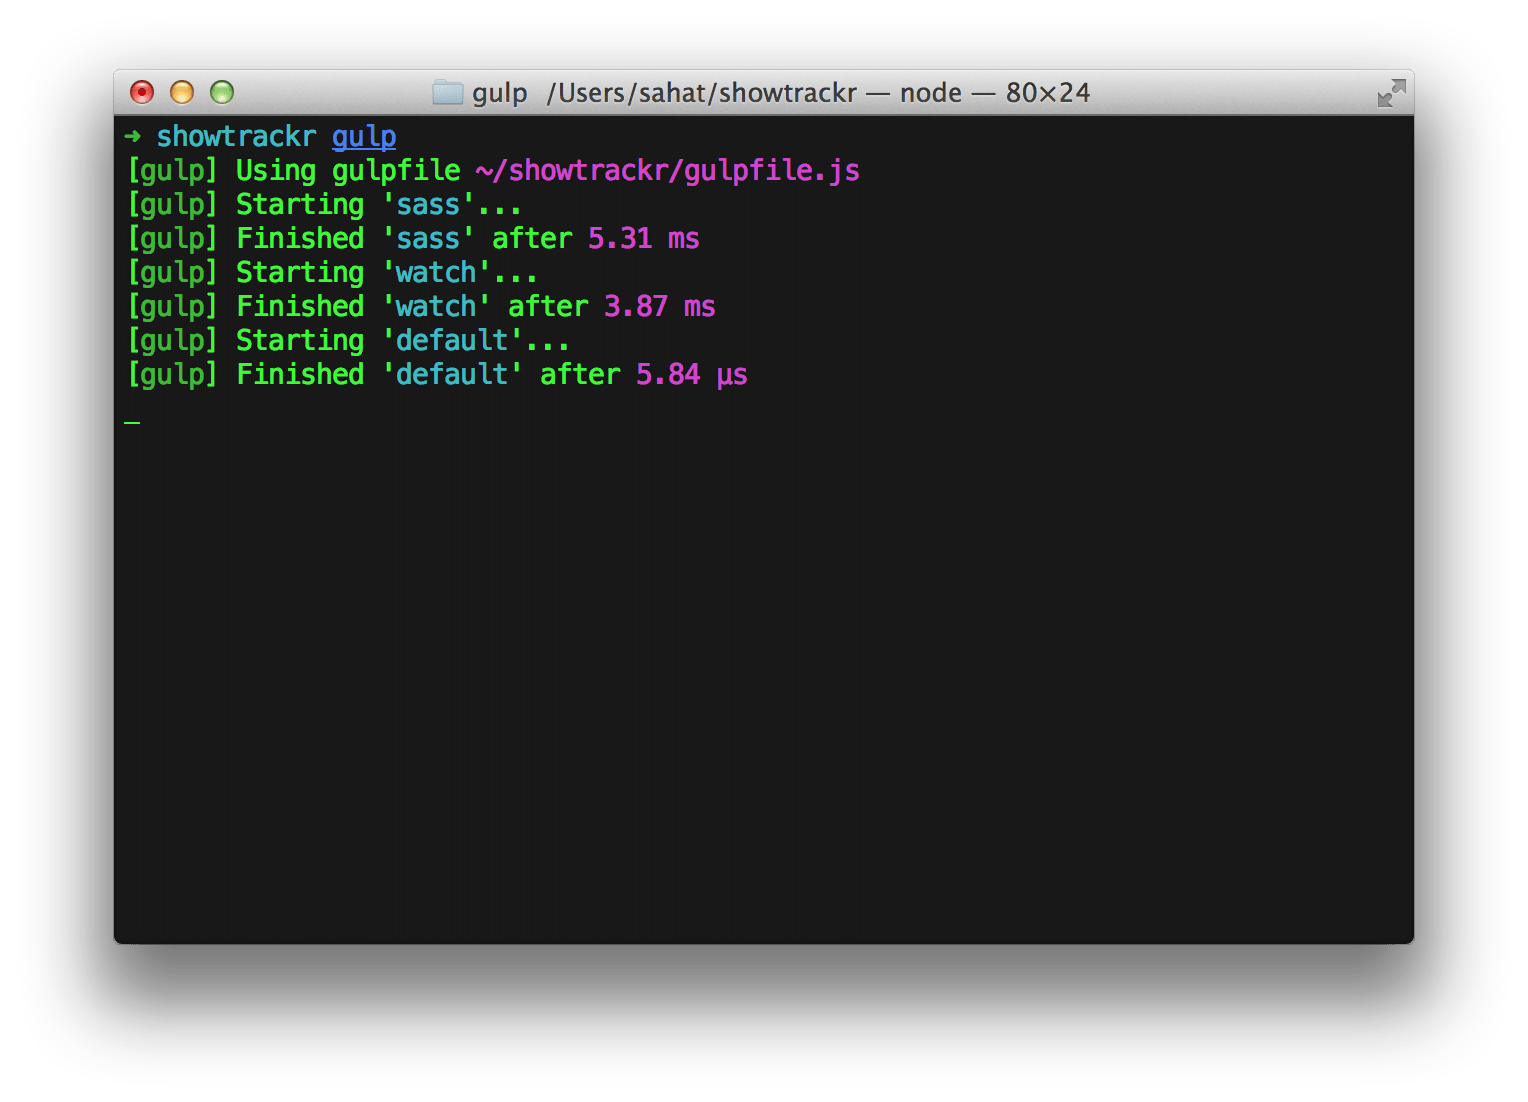 gulp /Users/sahat/showtrackr — node — 80×24
➜ showtrackr gulp
[gulp] Using gulpfile ~/showtrackr/gulpfile.js
[gulp] Starting 'sass'...
[gulp] Finished 'sass' after 5.31 ms
[gulp] Starting 'watch'...
[gulp] Finished 'watch' after 3.87 ms
[gulp] Starting 'default'...
[gulp] Finished 'default' after 5.84 µs